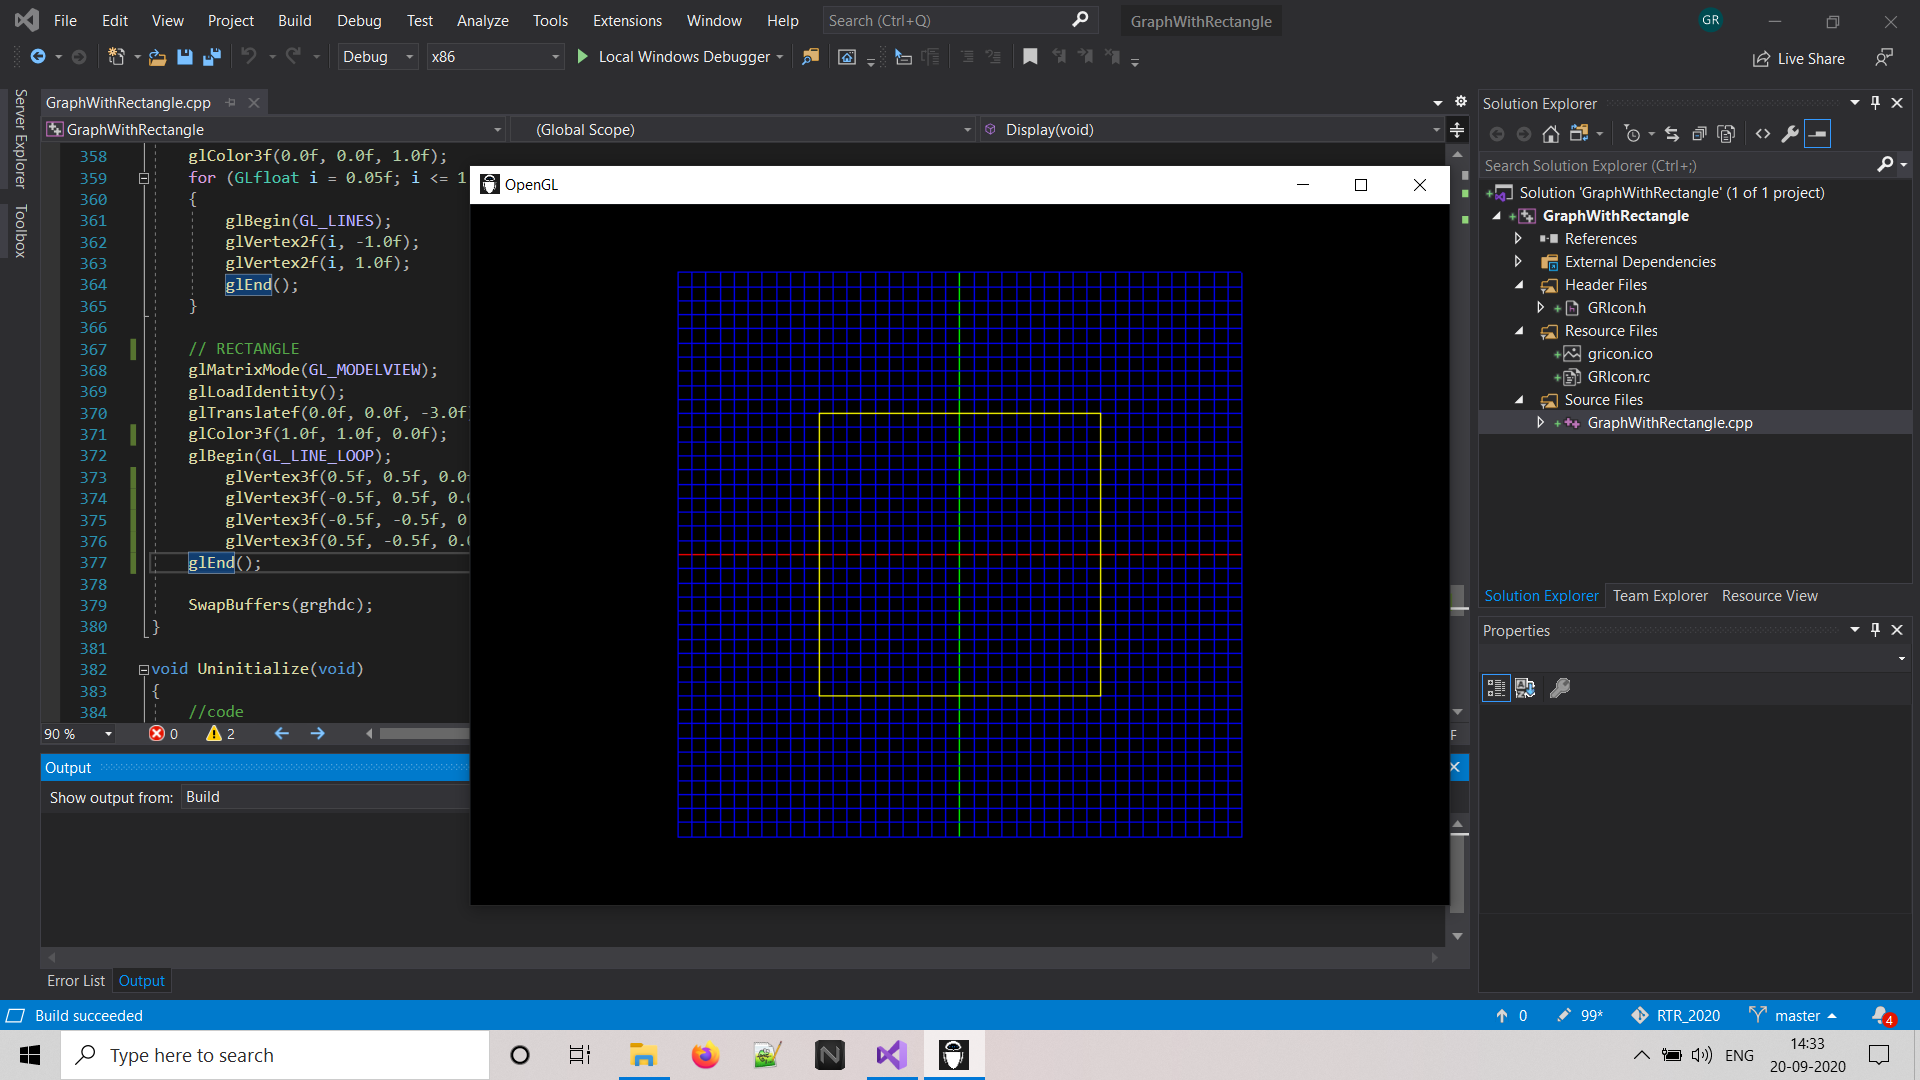 File Edit View Project Build Debug Test Analyze Tools Extensions Window Help Search (Ctrl+Q) GraphWithRectangle GR
Debug x86 Local Windows Debugger Live Share
Server Explorer
Toolbox
GraphWithRectangle.cpp
GraphWithRectangle (Global Scope) Display(void)
358 glColor3f(0.0f, 0.0f, 1.0f);
359 for (GLfloat i = 0.05f; i <= 1
360 {
361 glBegin(GL_LINES);
362 glVertex2f(i, -1.0f);
363 glVertex2f(i, 1.0f);
364 glEnd();
365 }
366
367 // RECTANGLE
368 glMatrixMode(GL_MODELVIEW);
369 glLoadIdentity();
370 glTranslatef(0.0f, 0.0f, -3.0f
371 glColor3f(1.0f, 1.0f, 0.0f);
372 glBegin(GL_LINE_LOOP);
373 glVertex3f(0.5f, 0.5f, 0.0f
374 glVertex3f(-0.5f, 0.5f, 0.0
375 glVertex3f(-0.5f, -0.5f, 0
376 glVertex3f(0.5f, -0.5f, 0.0
377 glEnd();
378
379 SwapBuffers(grghdc);
380 }
381
382 void Uninitialize(void)
383 {
384 //code
90 % 0 2
OpenGL
Output
Show output from: Build
Error List Output
Solution Explorer
Search Solution Explorer (Ctrl+;)
Solution 'GraphWithRectangle' (1 of 1 project)
GraphWithRectangle
References
External Dependencies
Header Files
GRIcon.h
Resource Files
gricon.ico
GRIcon.rc
Source Files
GraphWithRectangle.cpp
Solution Explorer Team Explorer Resource View
Properties
Build succeeded 0 99* RTR_2020 master 4
Type here to search ENG 14:33
20-09-2020